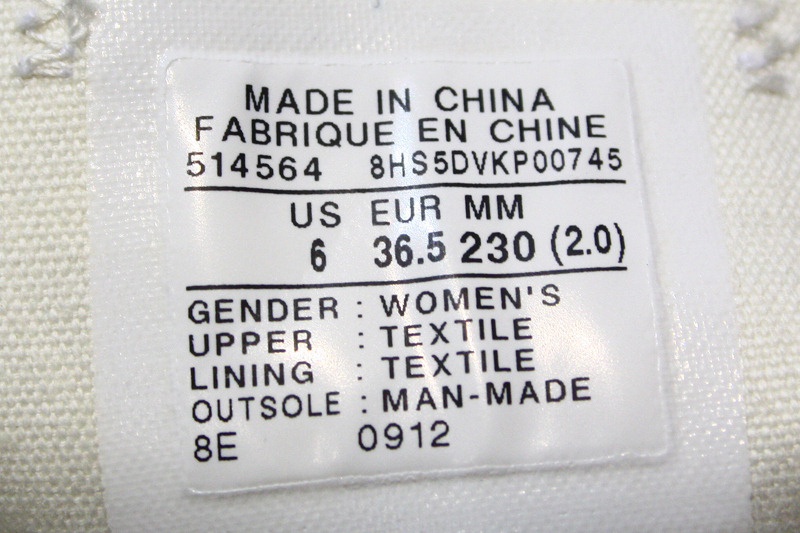 MADE IN CHINA
FABRIQUE EN CHINE
514564 8HS5DVKP00745
US EUR MM
6 36.5 230 (2.0)
GENDER : WOMEN'S
UPPER : TEXTILE
LINING : TEXTILE
OUTSOLE : MAN-MADE
8E 0912